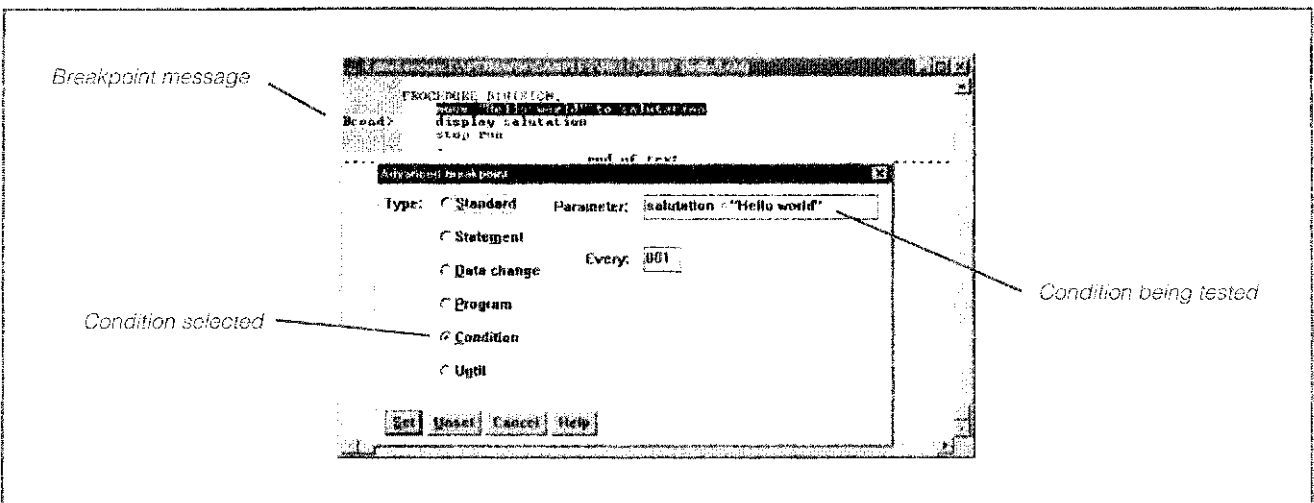 Breakpoint message
PROCEDURE DIVISION.
move "Hello world" to salutation
display salutation
stop run
end of text
Advanced breakpoint
Type: Standard Parameter: salutation = "Hello world"
Statement
Every: 001
Data change
Program
Condition being tested
Condition selected
Condition
Until
Set Unset Cancel Help